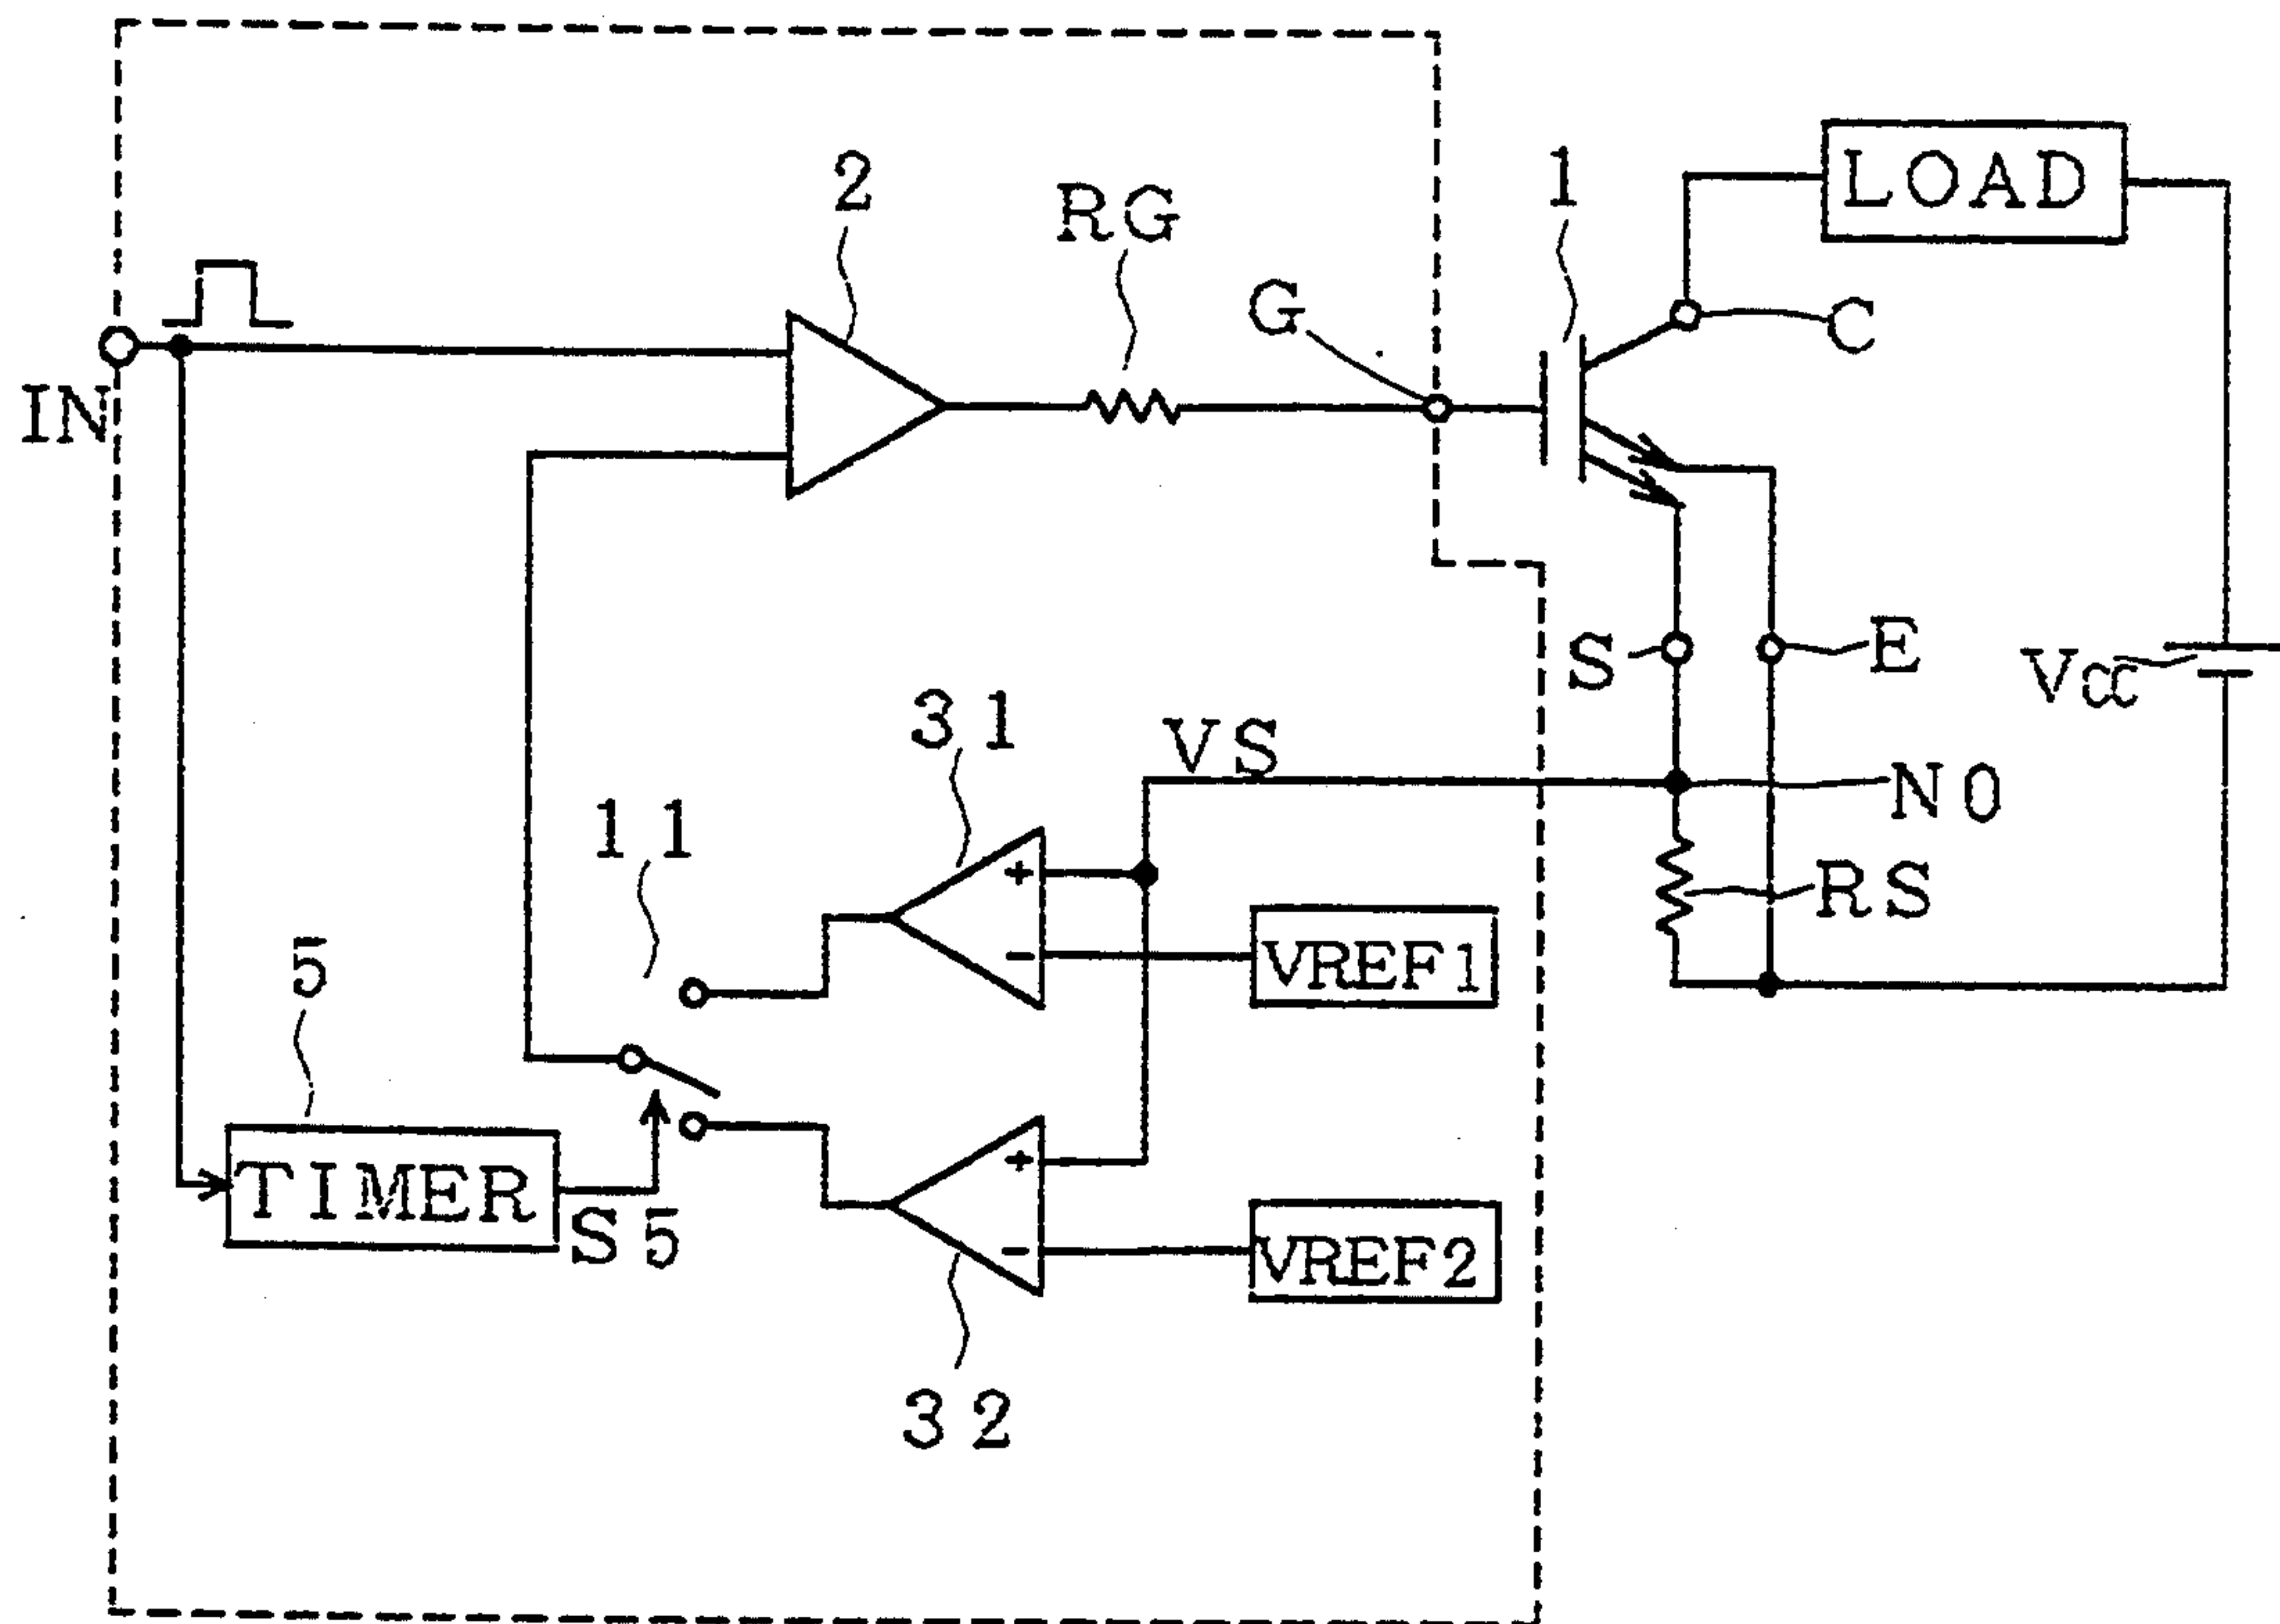 2
RG
1
LOAD
G
C
IN
S
E
Vcc
31
VS
11
N0
+
RS
5
-
VREF1
TIMER
S5
+
-
VREF2
32